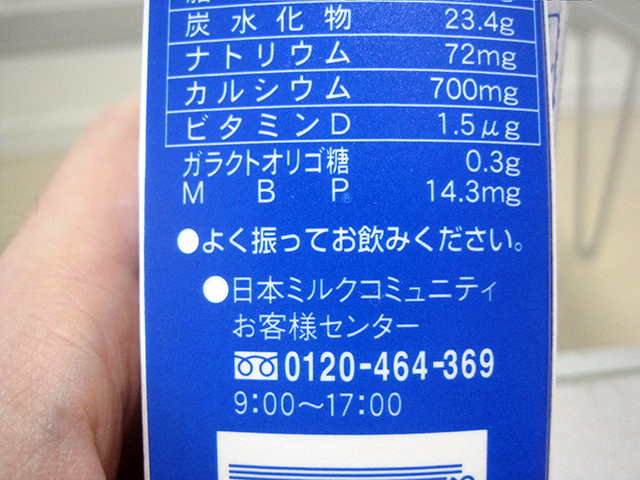 炭水化物 23.4g
ナトリウム 72mg
カルシウム 700mg
ビタミンD 1.5μg
ガラクトオリゴ糖 0.3g
M B P® 14.3mg
●よく振ってお飲みください。
●日本ミルクコミュニティ
お客様センター
0120-464-369
9:00～17:00